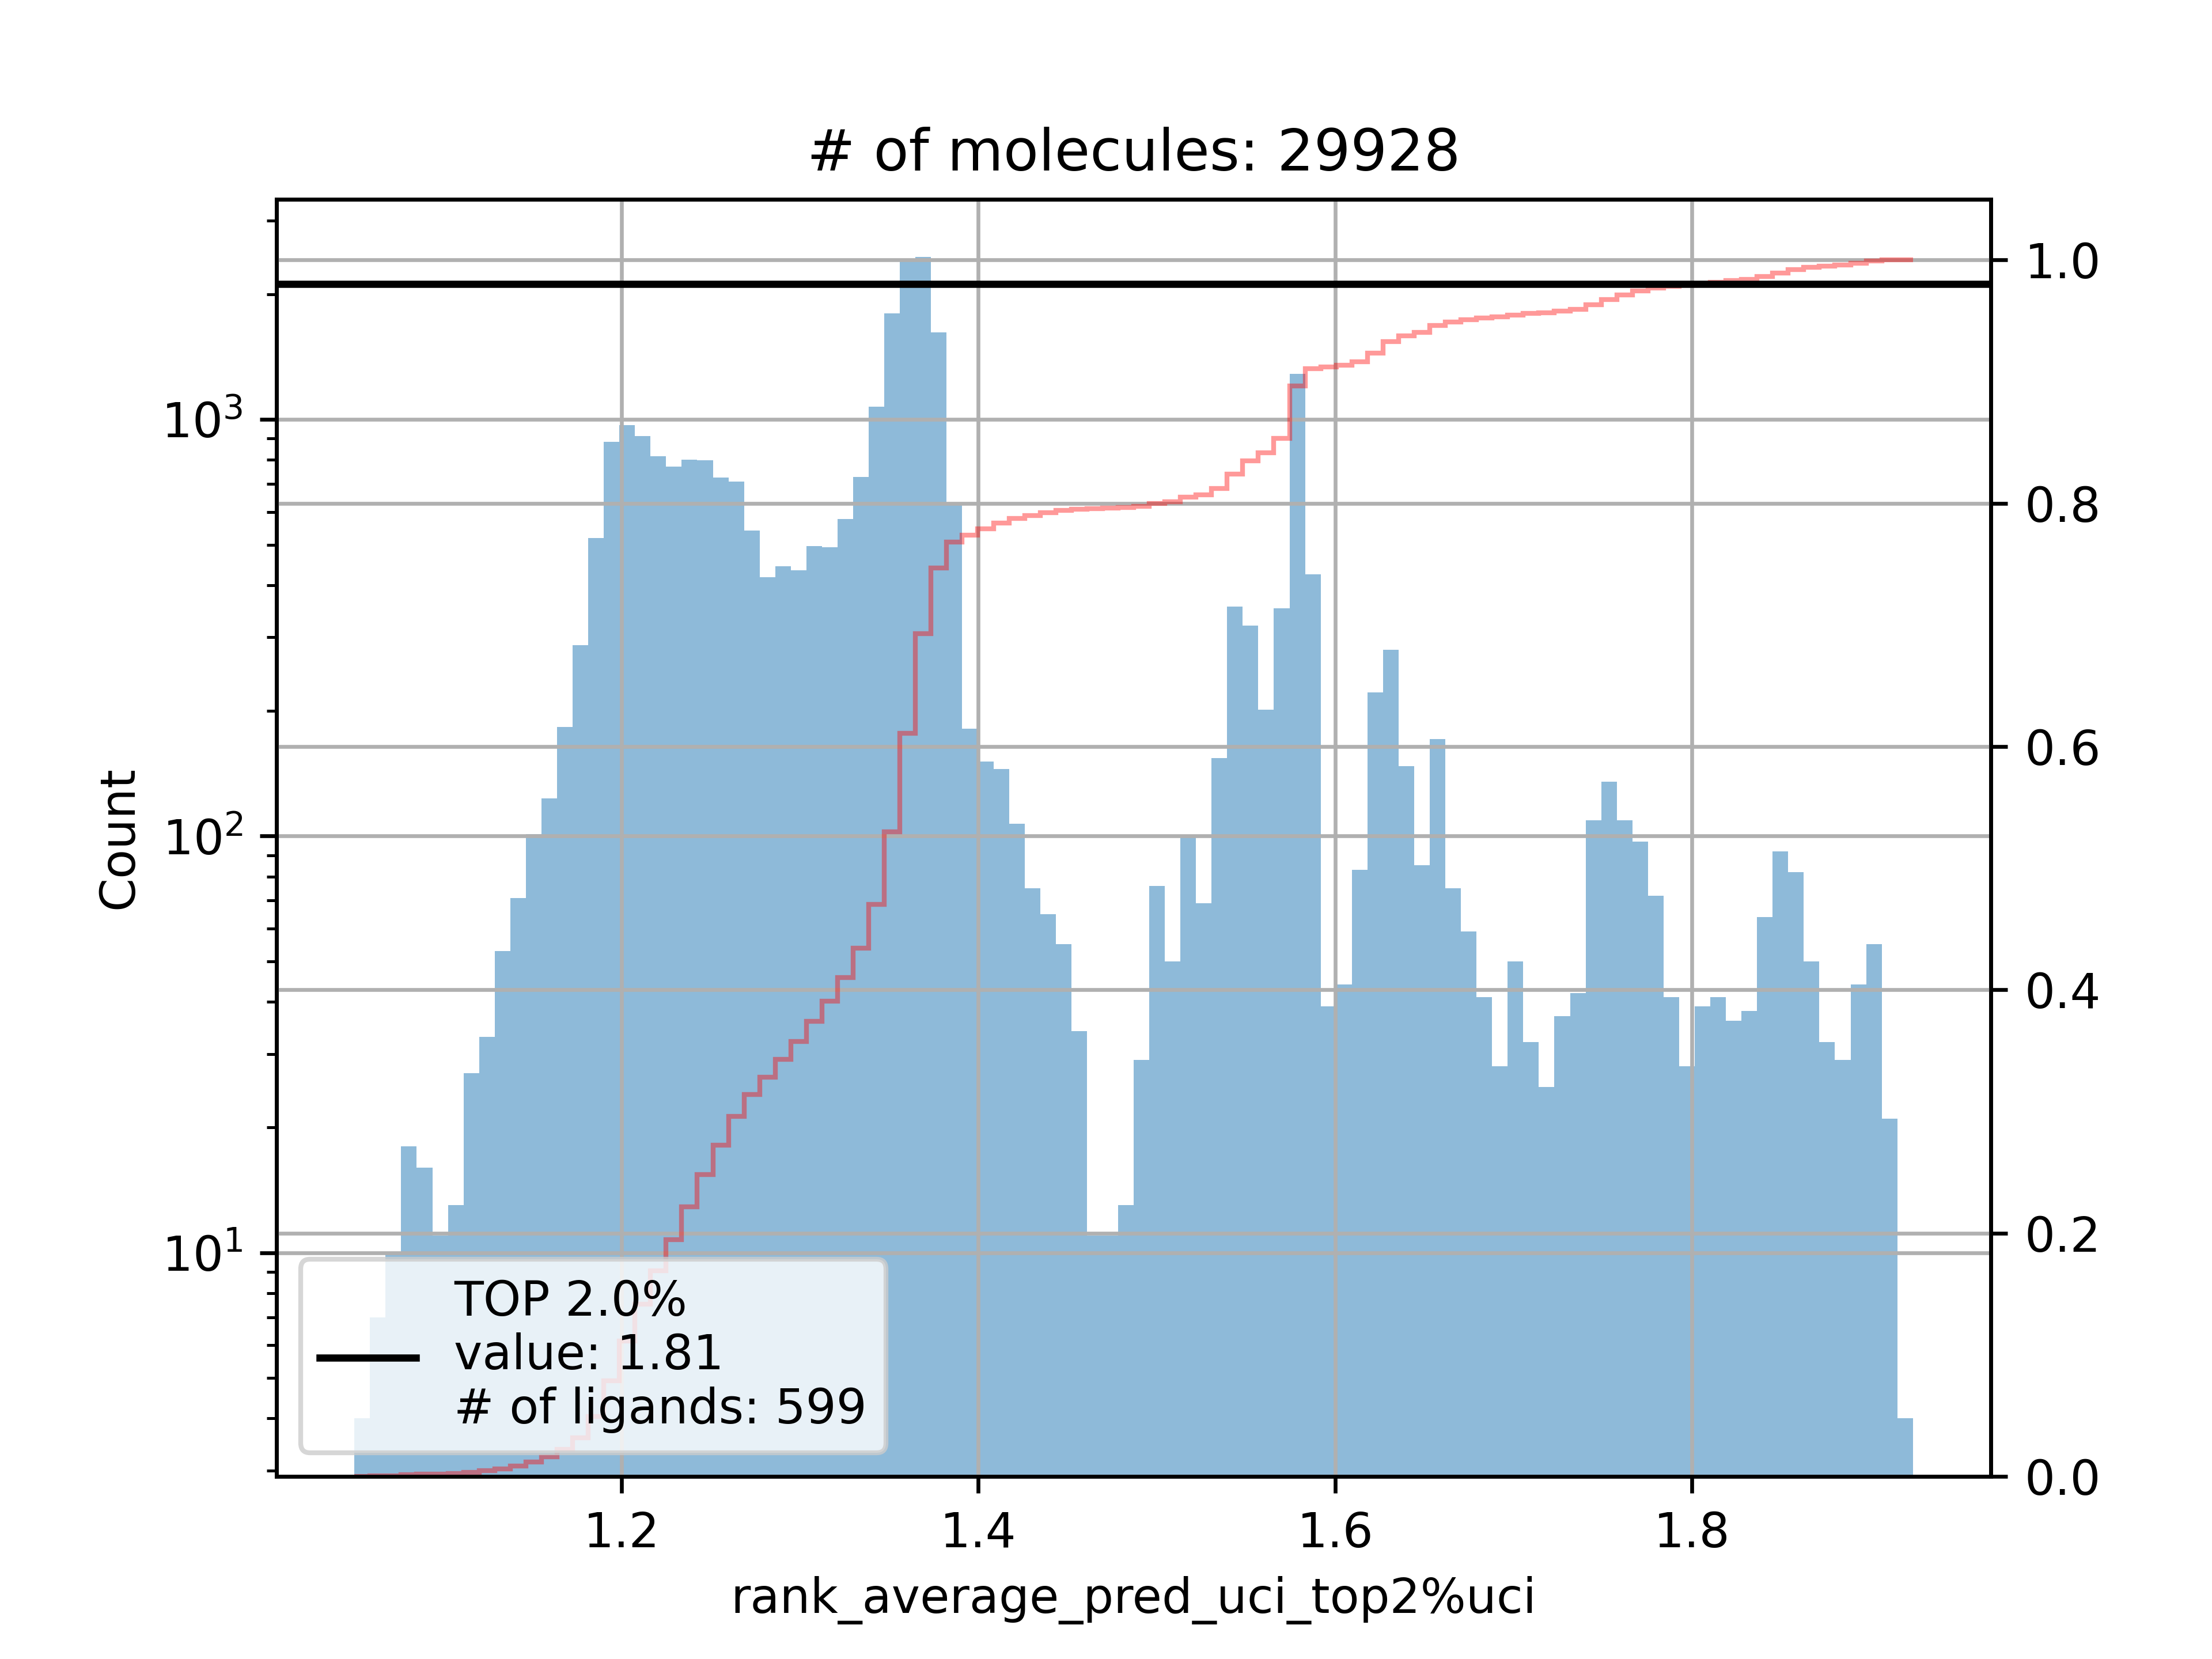 # of molecules: 29928
Count
10³
10²
10¹
1.0
0.8
0.6
0.4
0.2
0.0
TOP 2.0%
value: 1.81
# of ligands: 599
1.2 1.4 1.6 1.8
rank_average_pred_uci_top2%uci